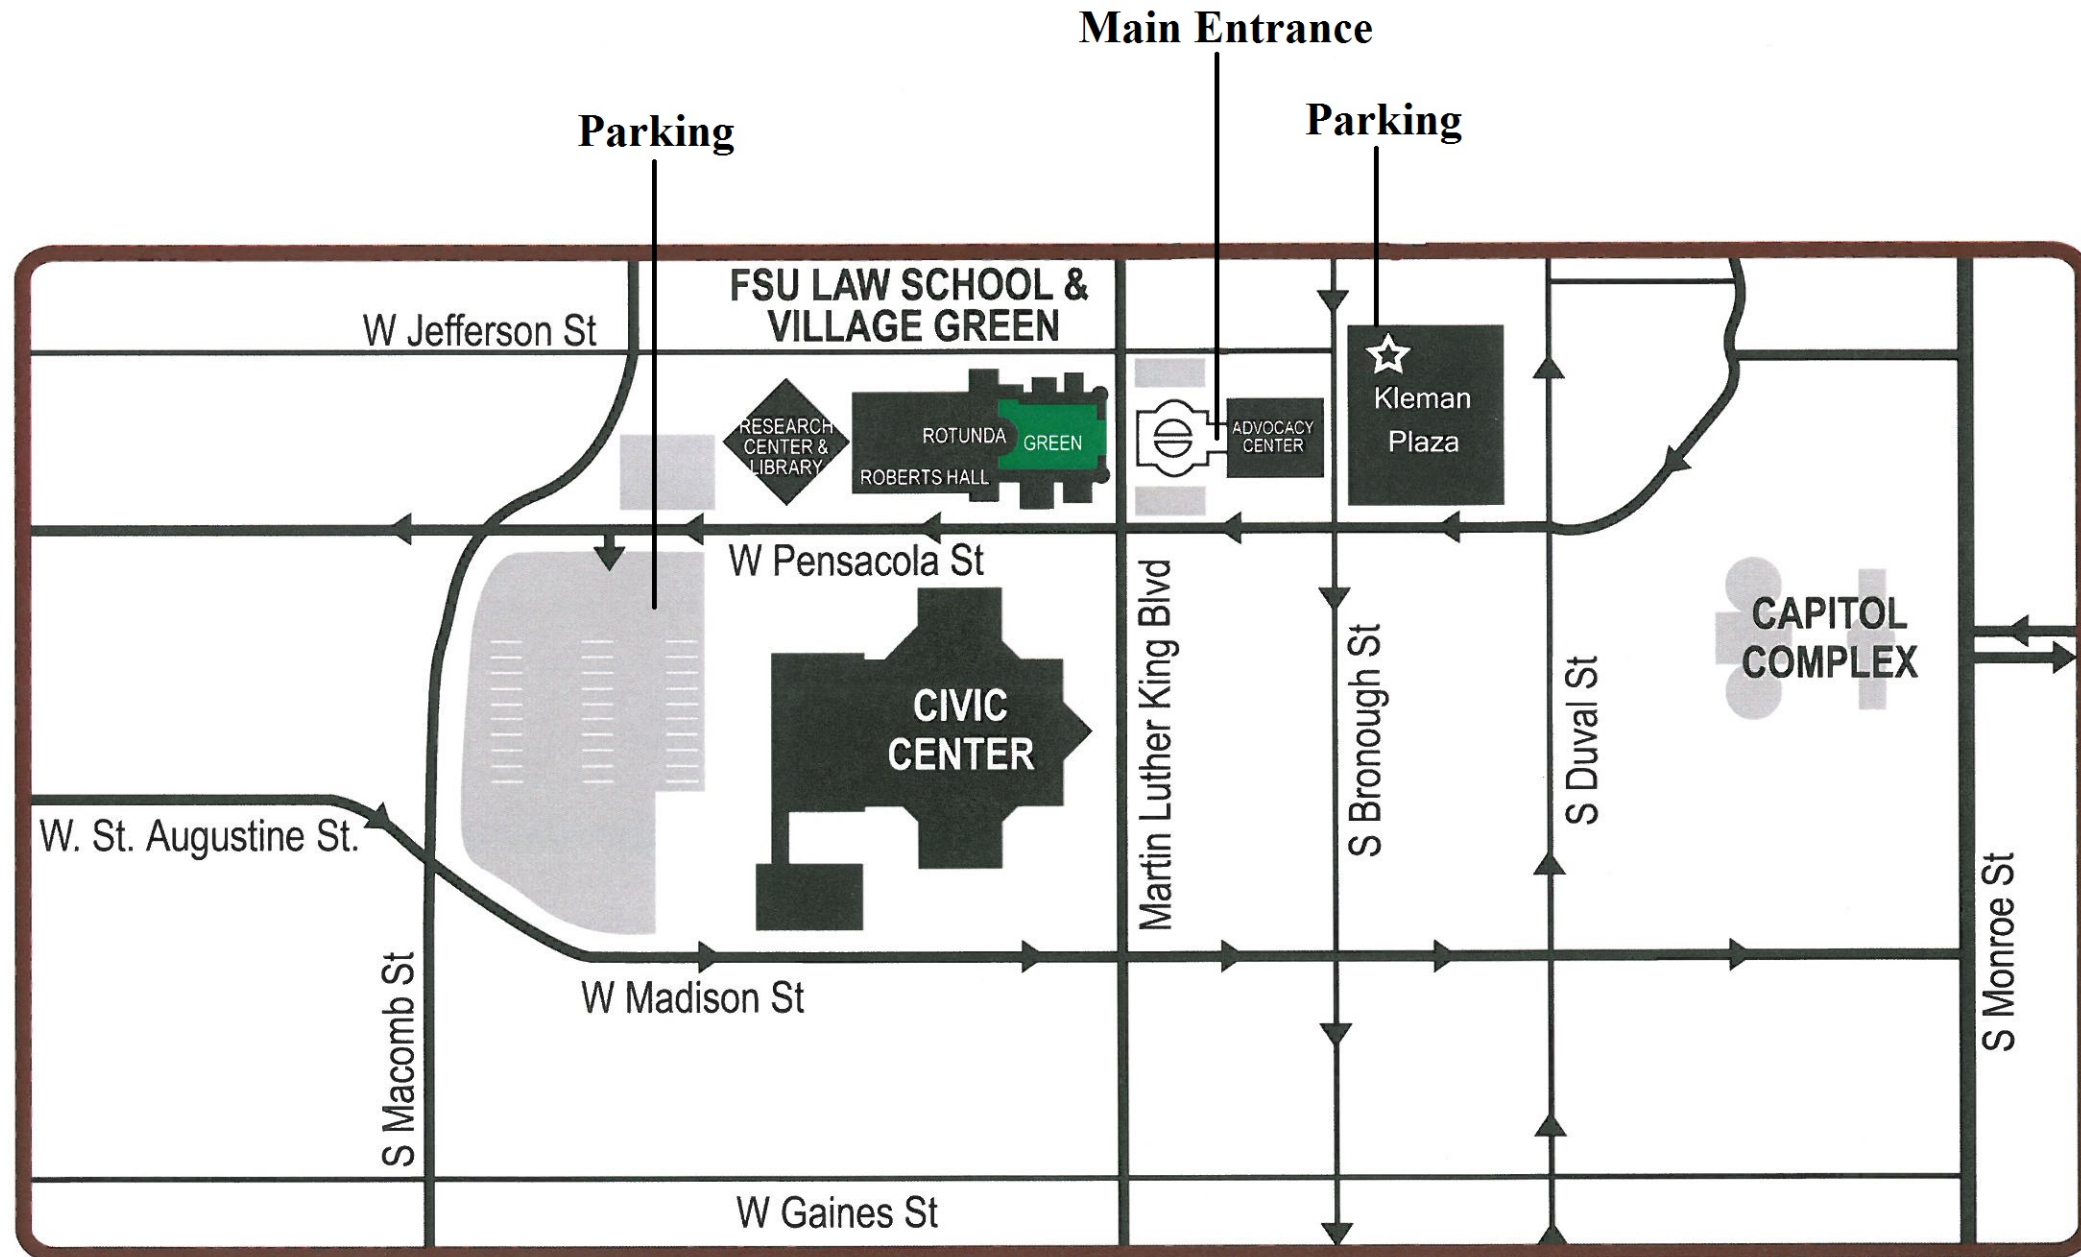 Main Entrance
Parking
Parking
FSU LAW SCHOOL &
VILLAGE GREEN
W Jefferson St
RESEARCH
CENTER &
LIBRARY
ROTUNDA
GREEN
ROBERTS HALL
ADVOCACY
CENTER
Kleman
Plaza
W Pensacola St
CIVIC
CENTER
Martin Luther King Blvd
S Bronough St
S Duval St
CAPITOL
COMPLEX
W. St. Augustine St.
S Macomb St
W Madison St
S Monroe St
W Gaines St